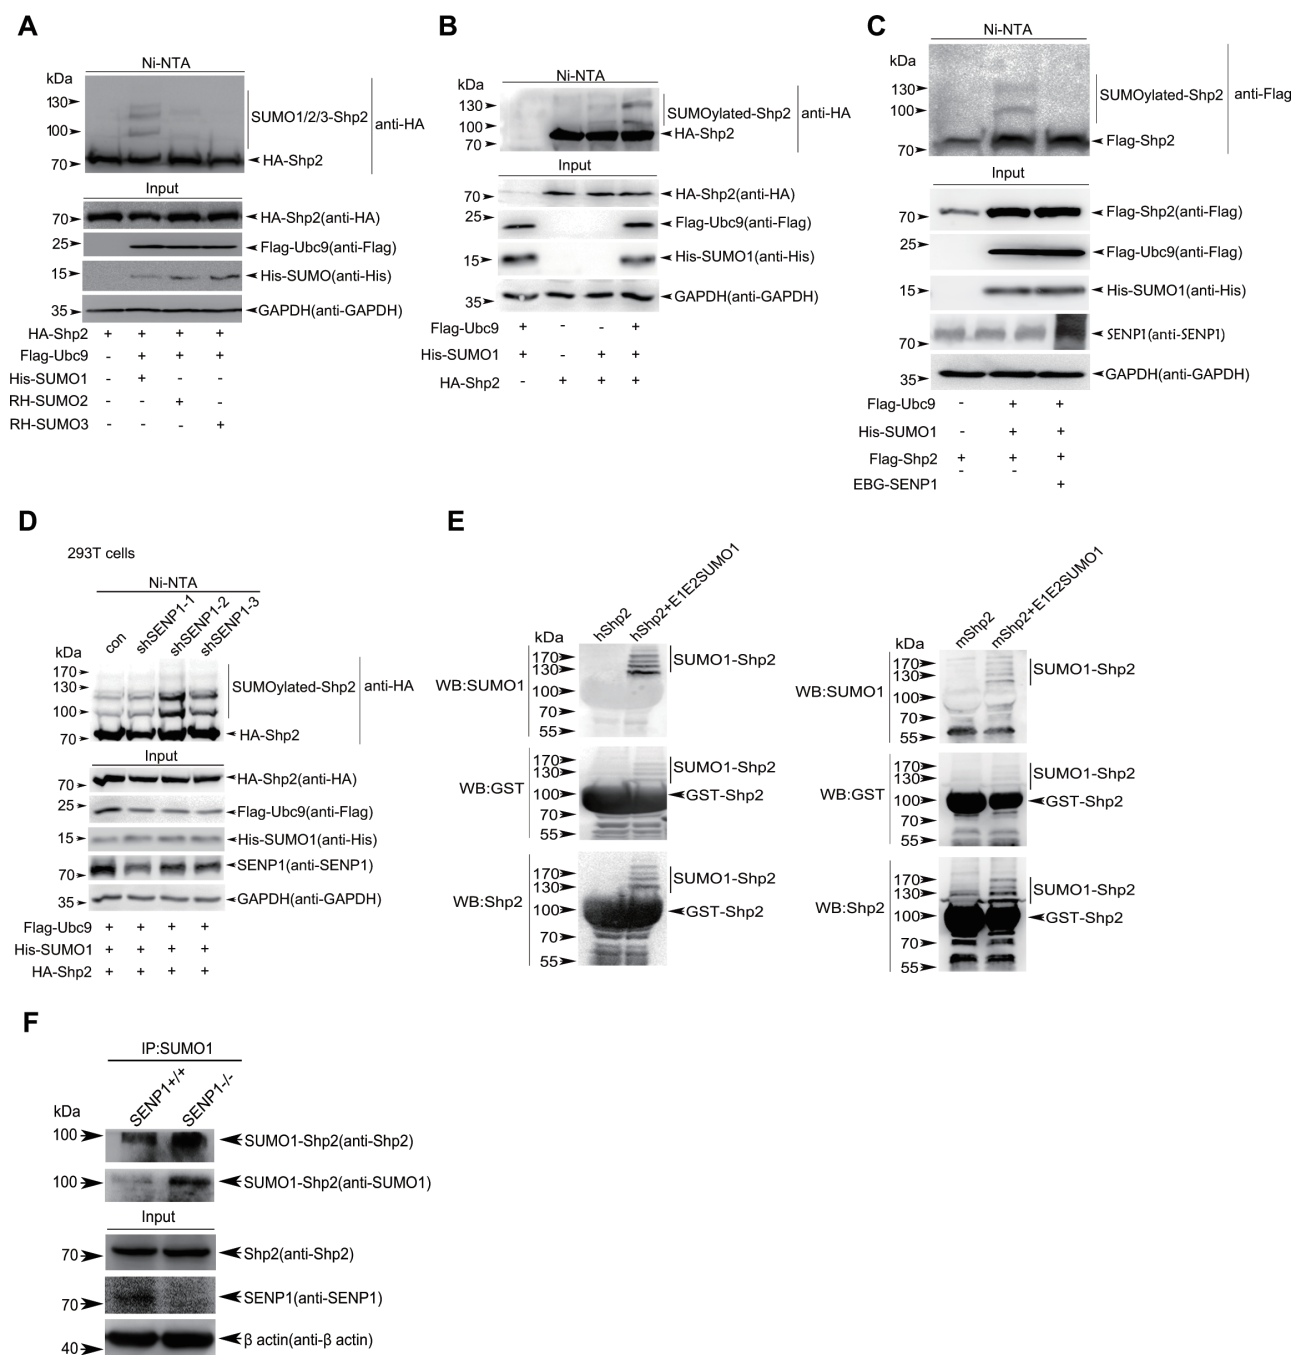 A
Ni-NTA
kDa
130
100
70
SUMO1/2/3-Shp2
anti-HA
HA-Shp2
Input
70
HA-Shp2(anti-HA)
25
Flag-Ubc9(anti-Flag)
15
His-SUMO(anti-His)
35
GAPDH(anti-GAPDH)
HA-Shp2 + + + +
Flag-Ubc9 - + + +
His-SUMO1 - + - -
RH-SUMO2 - - + -
RH-SUMO3 - - - +
B
Ni-NTA
kDa
130
100
70
SUMOylated-Shp2
anti-HA
HA-Shp2
Input
70
HA-Shp2(anti-HA)
25
Flag-Ubc9(anti-Flag)
15
His-SUMO1(anti-His)
35
GAPDH(anti-GAPDH)
Flag-Ubc9 + - - +
His-SUMO1 + - + +
HA-Shp2 - + + +
C
Ni-NTA
kDa
130
100
70
SUMOylated-Shp2
anti-Flag
Flag-Shp2
Input
70
Flag-Shp2(anti-Flag)
25
Flag-Ubc9(anti-Flag)
15
His-SUMO1(anti-His)
70
SENP1(anti-SENP1)
35
GAPDH(anti-GAPDH)
Flag-Ubc9 - + +
His-SUMO1 - + +
Flag-Shp2 + + +
EBG-SENP1 - - +
D
293T cells
Ni-NTA
con shSENP1-1 shSENP1-2 shSENP1-3
kDa
170
130
100
70
SUMOylated-Shp2
anti-HA
HA-Shp2
Input
70
HA-Shp2(anti-HA)
25
Flag-Ubc9(anti-Flag)
15
His-SUMO1(anti-His)
70
SENP1(anti-SENP1)
35
GAPDH(anti-GAPDH)
Flag-Ubc9 + + + +
His-SUMO1 + + + +
HA-Shp2 + + + +
E
hShp2 hShp2+E1E2SUMO1
kDa
WB:SUMO1
170
130
100
70
55
SUMO1-Shp2
WB:GST
170
130
100
70
55
SUMO1-Shp2
GST-Shp2
WB:Shp2
170
130
100
70
55
SUMO1-Shp2
GST-Shp2
mShp2 mShp2+E1E2SUMO1
kDa
WB:SUMO1
170
130
100
70
55
SUMO1-Shp2
WB:GST
170
130
100
70
55
SUMO1-Shp2
GST-Shp2
WB:Shp2
170
130
100
70
55
SUMO1-Shp2
GST-Shp2
F
IP:SUMO1
SENP1+/+ SENP1-/-
kDa
100
SUMO1-Shp2(anti-Shp2)
100
SUMO1-Shp2(anti-SUMO1)
Input
70
Shp2(anti-Shp2)
70
SENP1(anti-SENP1)
40
β actin(anti-β actin)